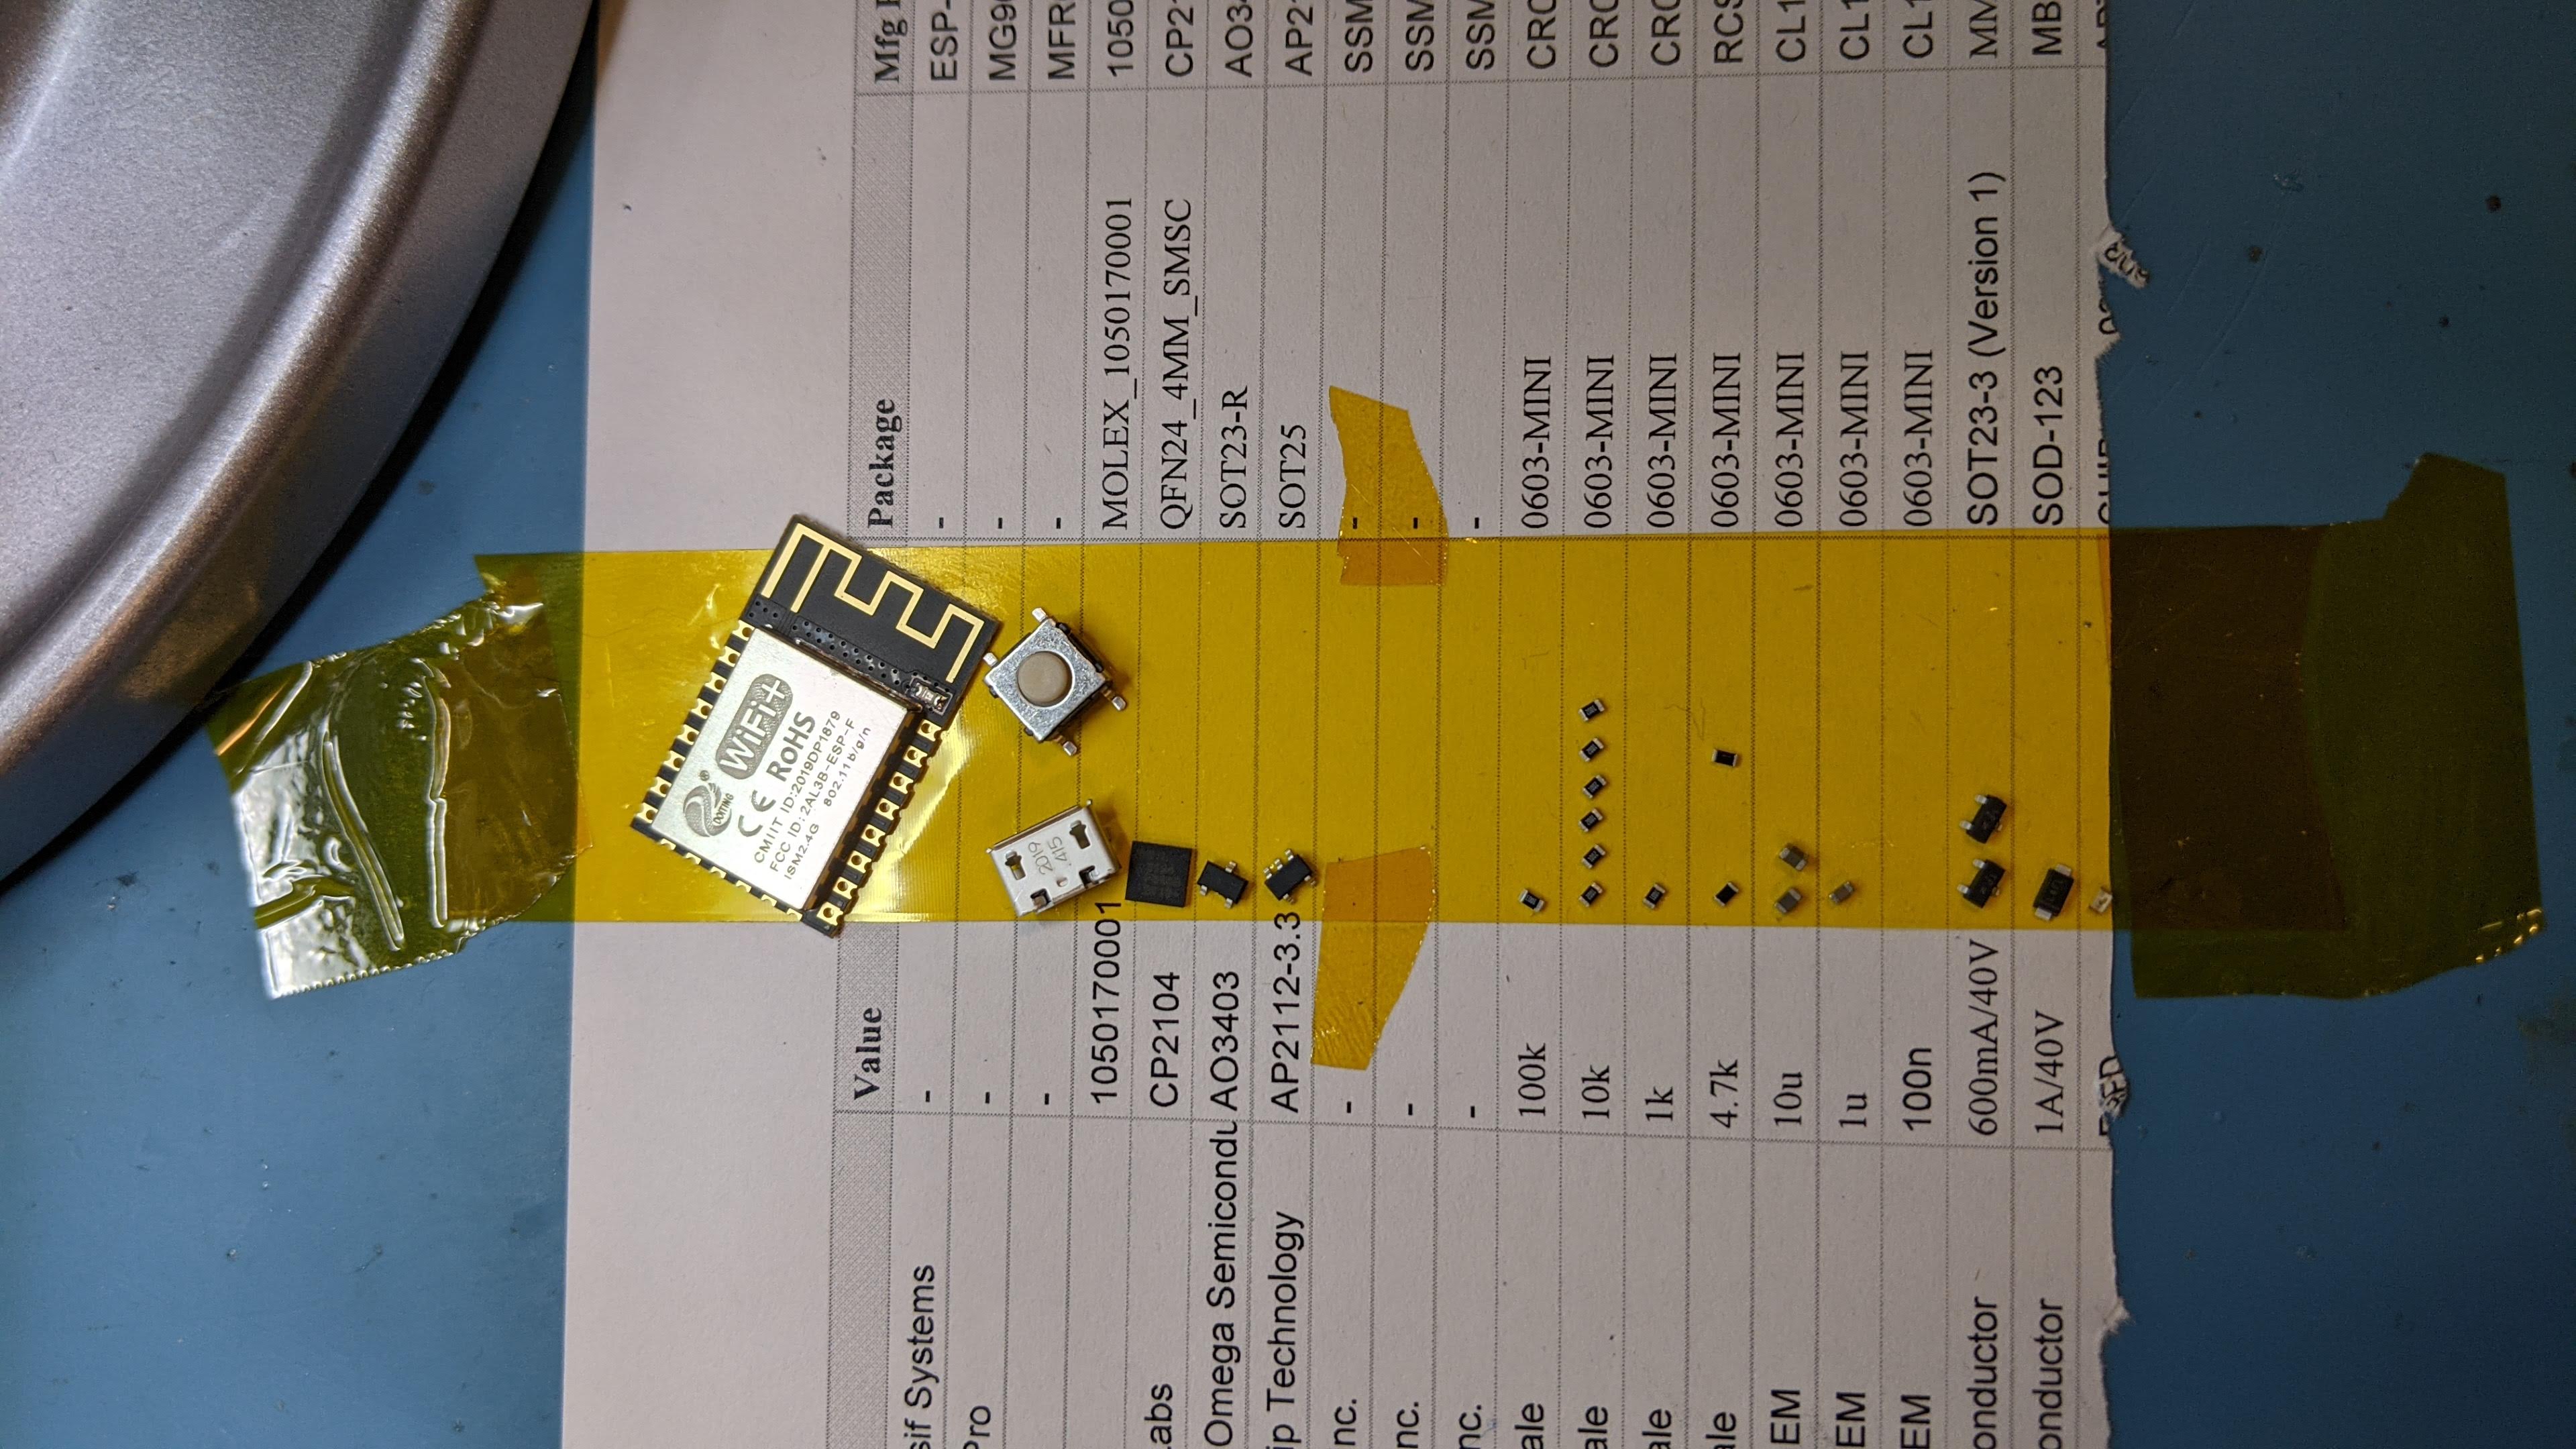 DOITING ®
WiFi+
CE RoHS
CMIIT ID:2019DP1879
FCC ID:2AL3B-ESP-F
ISM2.4G 802.11b/g/n
Value Package Mfg
sif Systems - - ESP-
Pro - - MG9
- - MFR
2019
415
1050170001 MOLEX_1050170001 1050
Labs CP2104 QFN24_4MM_SMSC CP2
Omega Semicondu AO3403 SOT23-R AO3
ip Technology AP2112-3.3 SOT25 AP2
nc. - - SSM
nc. - - SSM
nc. - - SSM
ale 100k 0603-MINI CRC
ale 10k 0603-MINI CRC
ale 1k 0603-MINI CRC
ale 4.7k 0603-MINI RCS
EM 10u 0603-MINI CL1
EM 1u 0603-MINI CL1
EM 100n 0603-MINI CL1
onductor 600mA/40V SOT23-3 (Version 1) MM
onductor 1A/40V SOD-123 MB